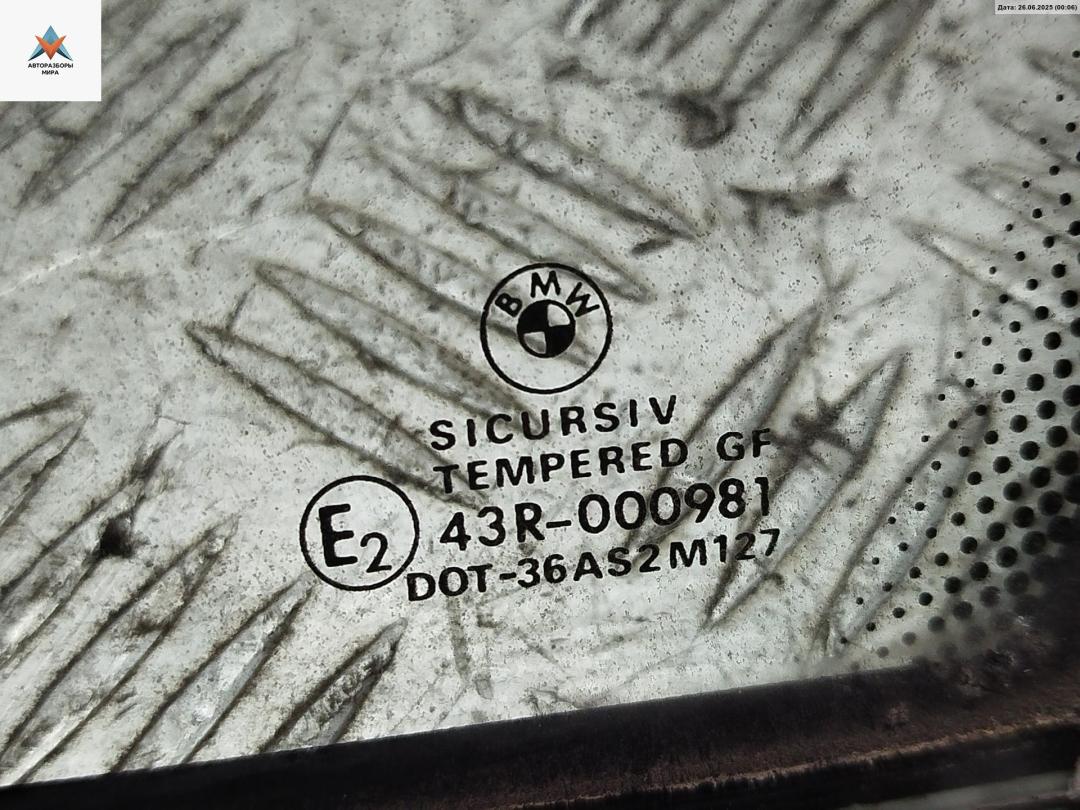 Дата: 26.06.2025 (00:06)
АВТОРАЗБОРЫ
МИРА
BMW
SICURSIV
TEMPERED GF
E2
43R-000981
DOT-36AS2M127